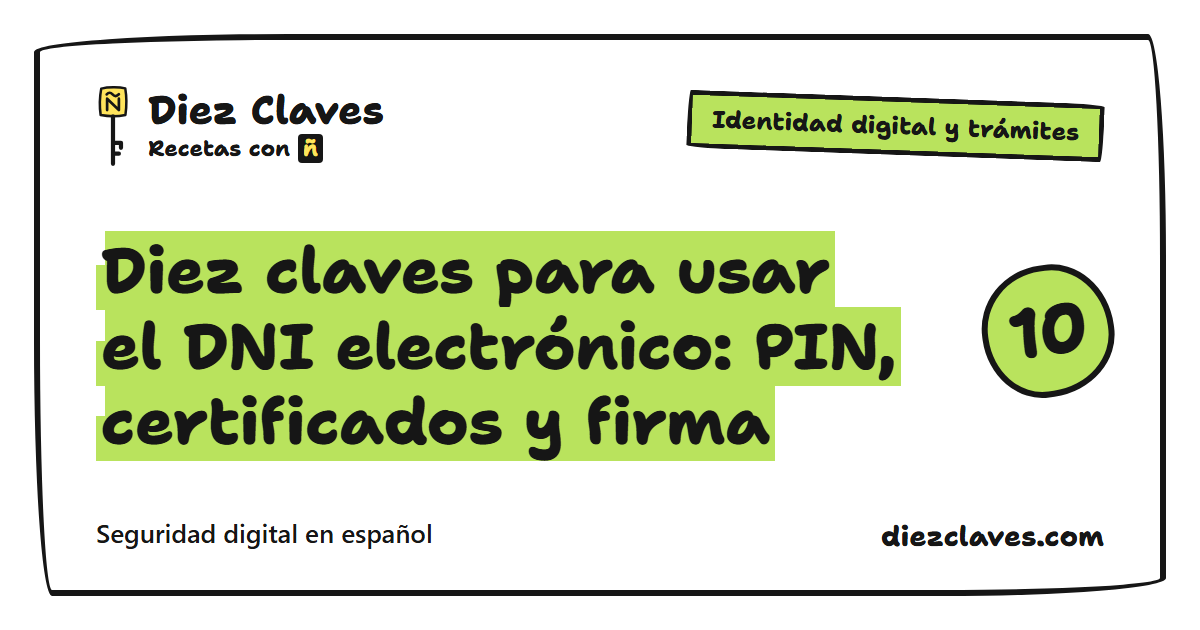 Ñ
Diez Claves
Recetas con ñ
Identidad digital y trámites
Diez claves para usar
el DNI electrónico: PIN,
certificados y firma
10
Seguridad digital en español
diezclaves.com